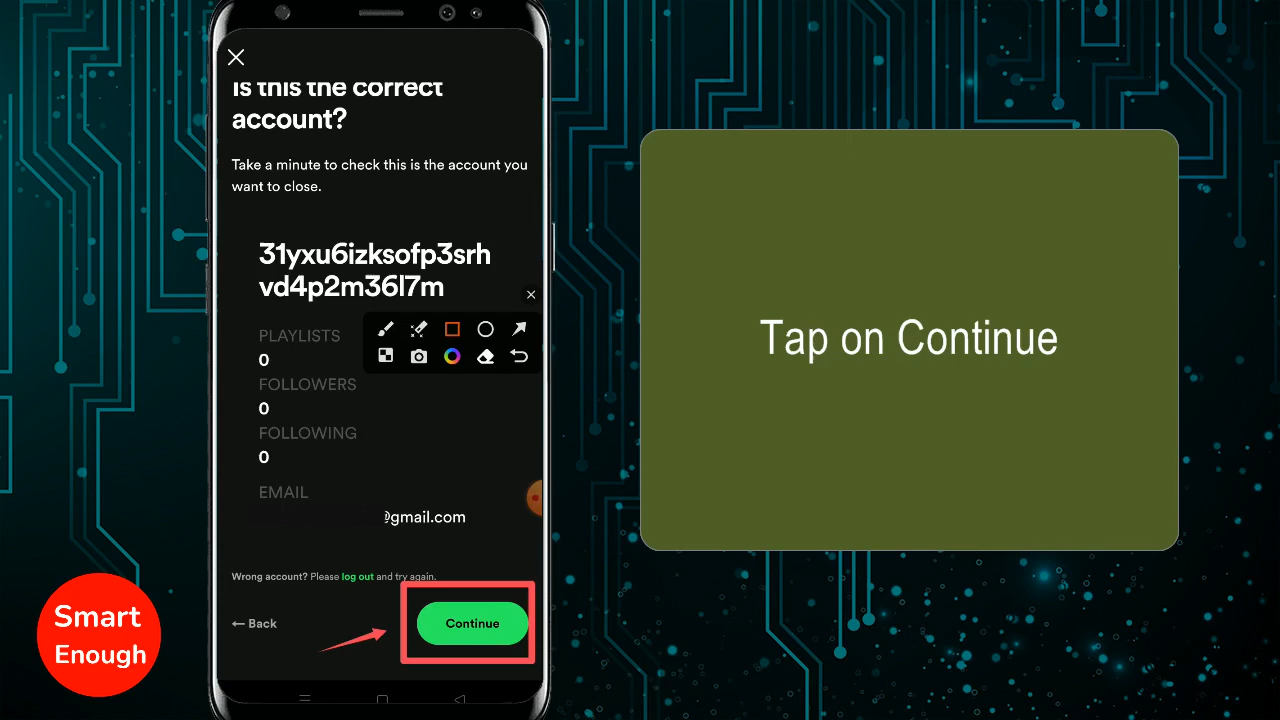 Is this the correct
account?
Take a minute to check this is the account you
want to close.
31yxu6izksofp3srh
vd4p2m36l7m
PLAYLISTS
0
FOLLOWERS
0
FOLLOWING
0
EMAIL
@gmail.com
Wrong account? Please log out and try again.
← Back
Continue
Tap on Continue
Smart
Enough